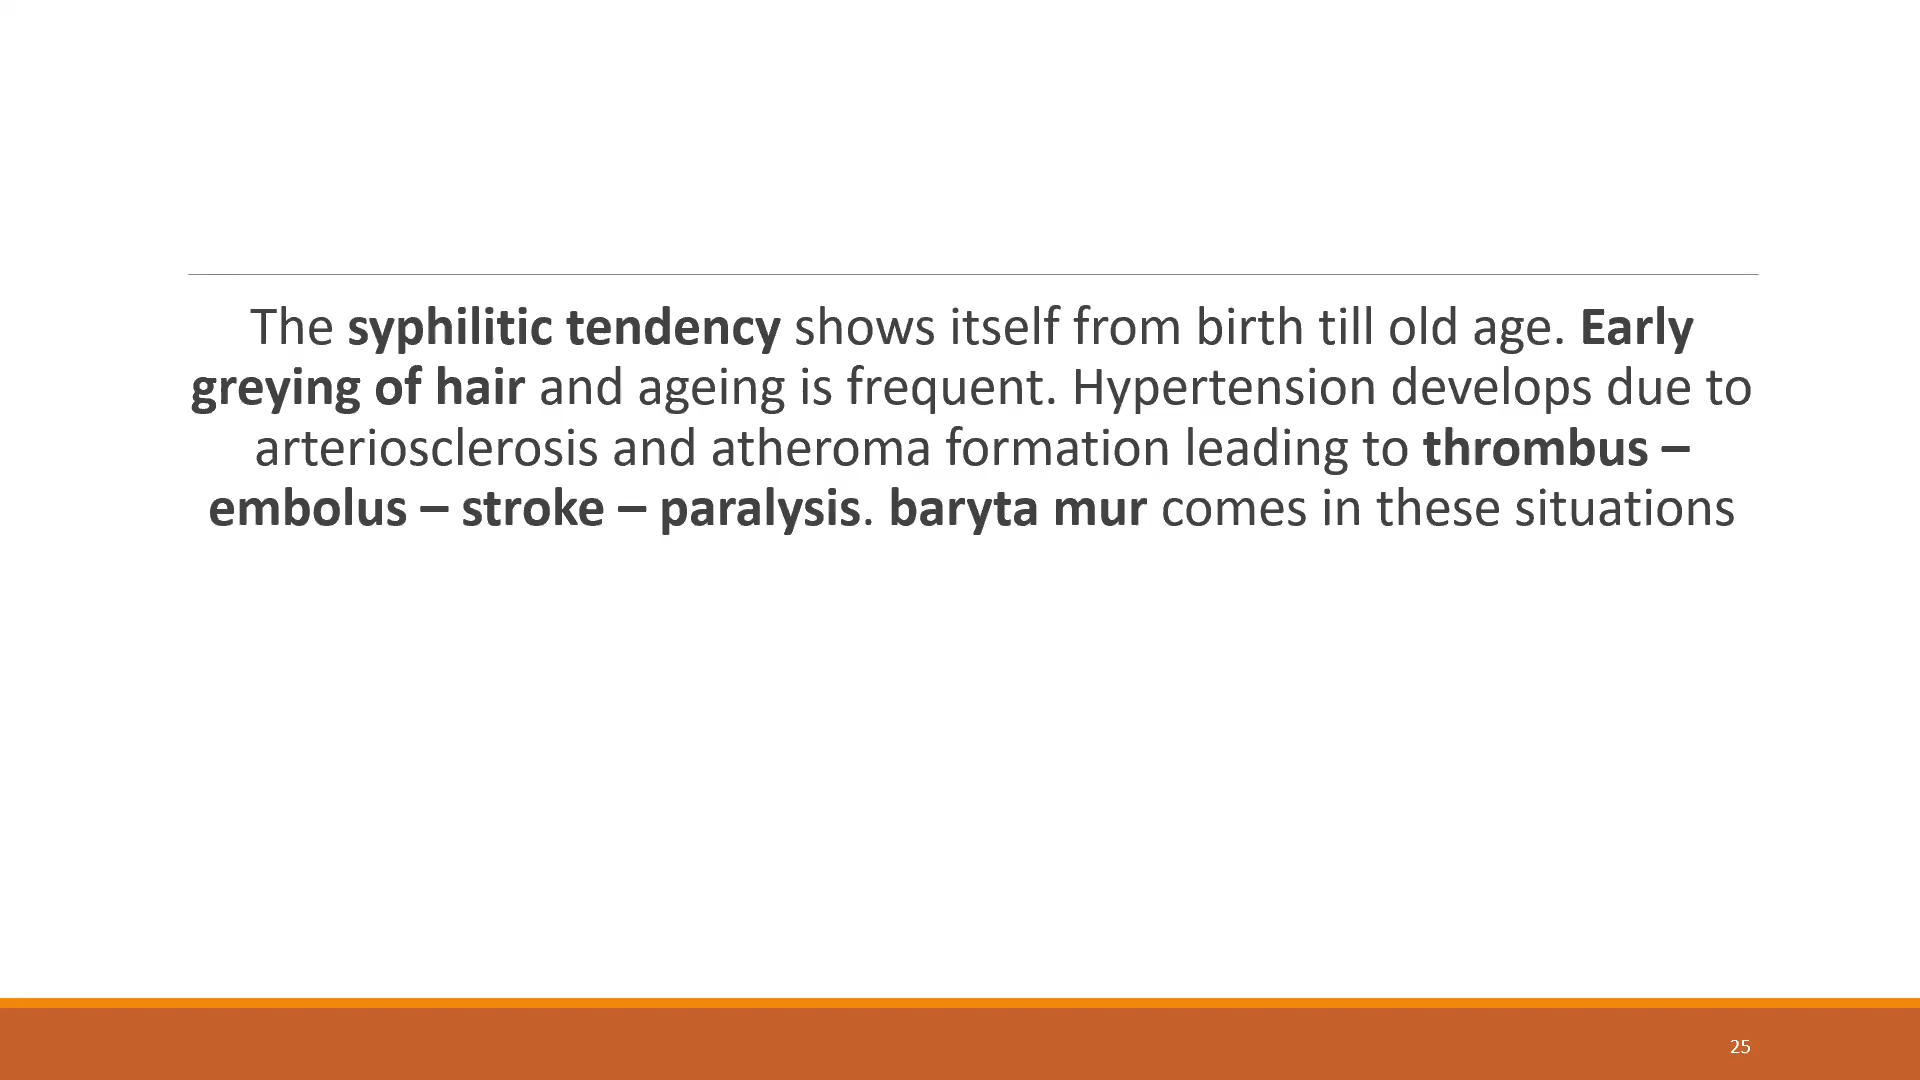 The syphilitic tendency shows itself from birth till old age. Early
greying of hair and ageing is frequent. Hypertension develops due to
arteriosclerosis and atheroma formation leading to thrombus –
embolus – stroke – paralysis. baryta mur comes in these situations
25